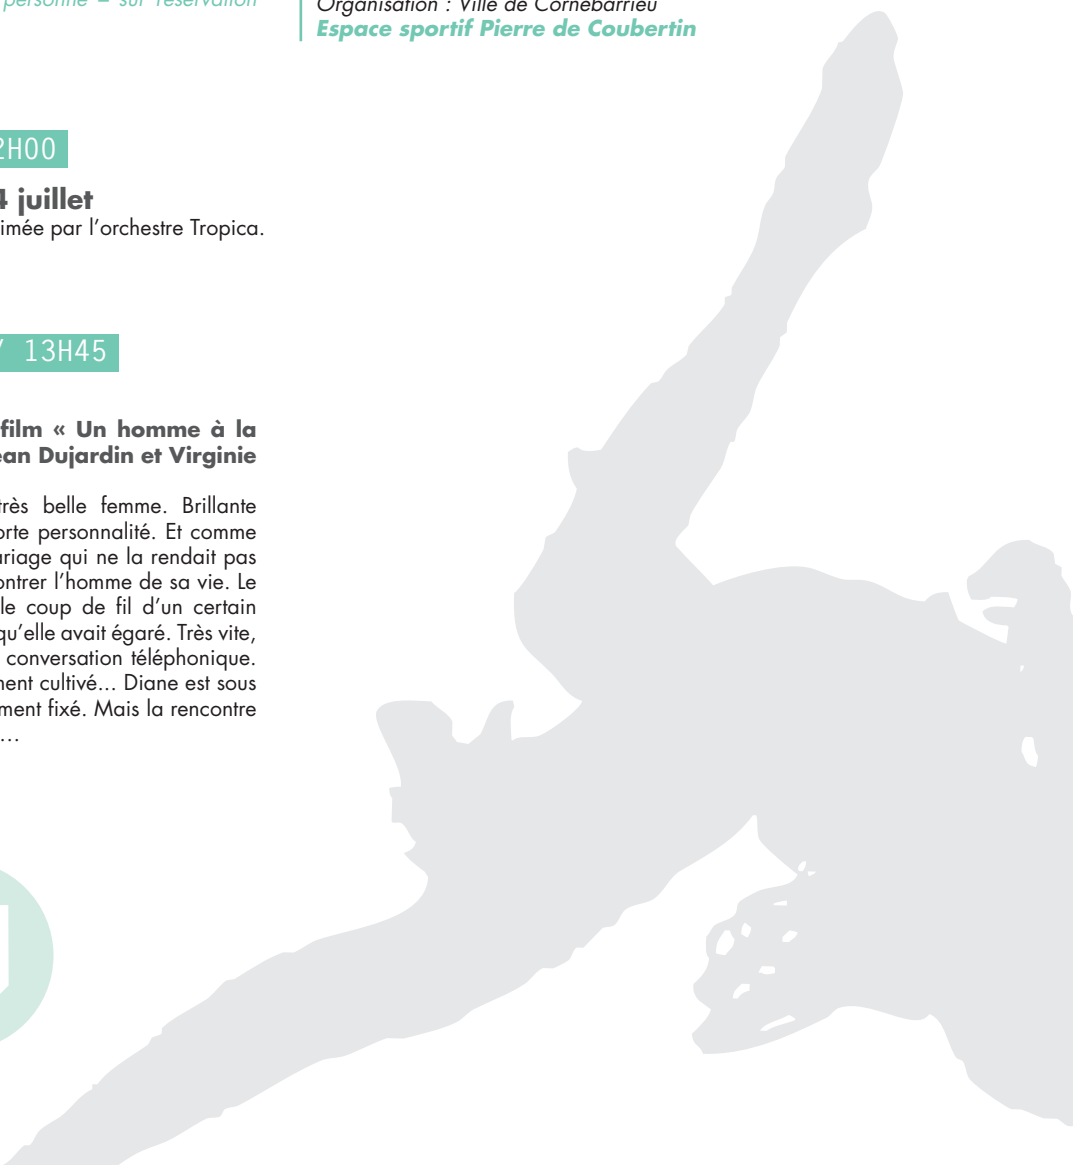 personne – sur réservation
2H00
4 juillet
imée par l’orchestre Tropica.
/ 13H45
film « Un homme à la
ean Dujardin et Virginie
très belle femme. Brillante
orte personnalité. Et comme
ariage qui ne la rendait pas
ontrer l’homme de sa vie. Le
le coup de fil d’un certain
qu’elle avait égaré. Très vite,
conversation téléphonique.
ment cultivé... Diane est sous
ment fixé. Mais la rencontre
...
Organisation : Ville de Cornebarrieu
Espace sportif Pierre de Coubertin